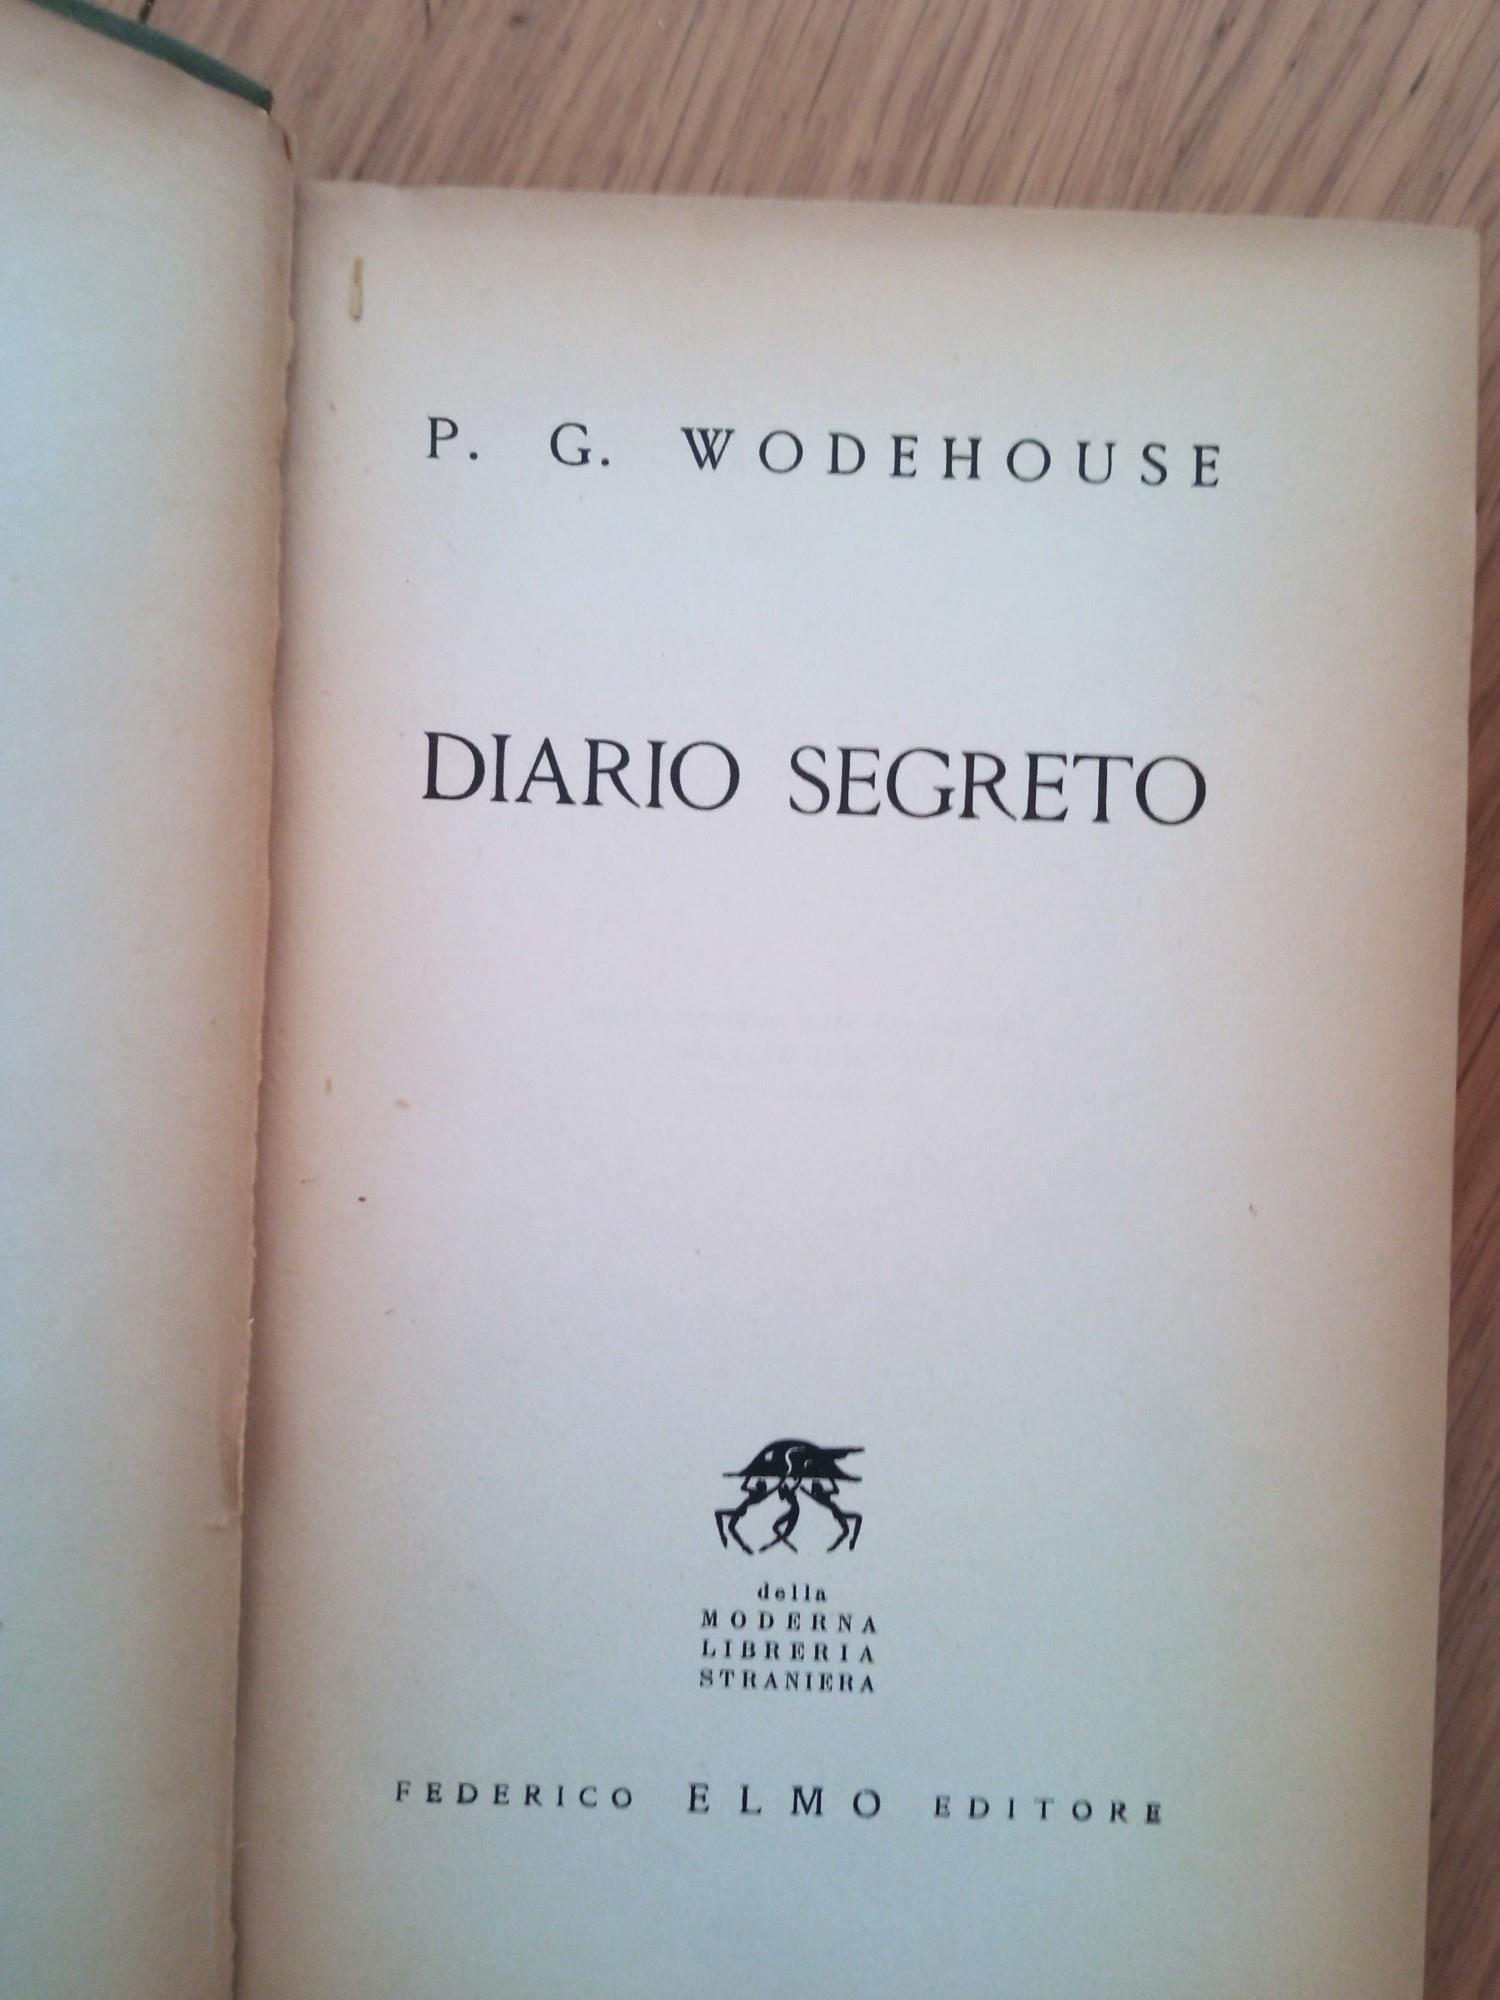 P. G. WODEHOUSE
DIARIO SEGRETO
della
MODERNA
LIBRERIA
STRANIERA
FEDERICO ELMO EDITORE